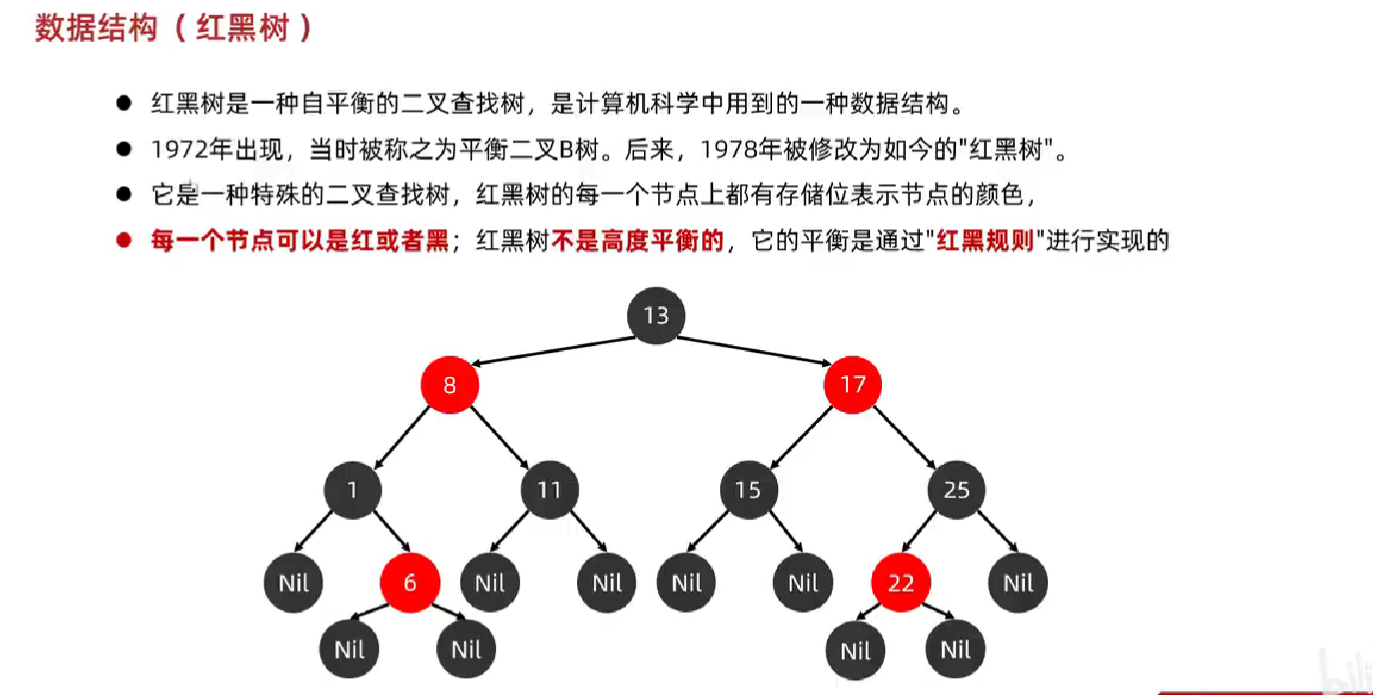 数据结构（红黑树）
● 红黑树是一种自平衡的二叉查找树，是计算机科学中用到的一种数据结构。
● 1972年出现，当时被称之为平衡二叉B树。后来，1978年被修改为如今的"红黑树"。
● 它是一种特殊的二叉查找树，红黑树的每一个节点上都有存储位表示节点的颜色，
● 每一个节点可以是红或者黑；红黑树不是高度平衡的，它的平衡是通过"红黑规则"进行实现的
13
8 17
1 11 15 25
Nil 6 Nil Nil Nil Nil 22 Nil
Nil Nil Nil Nil